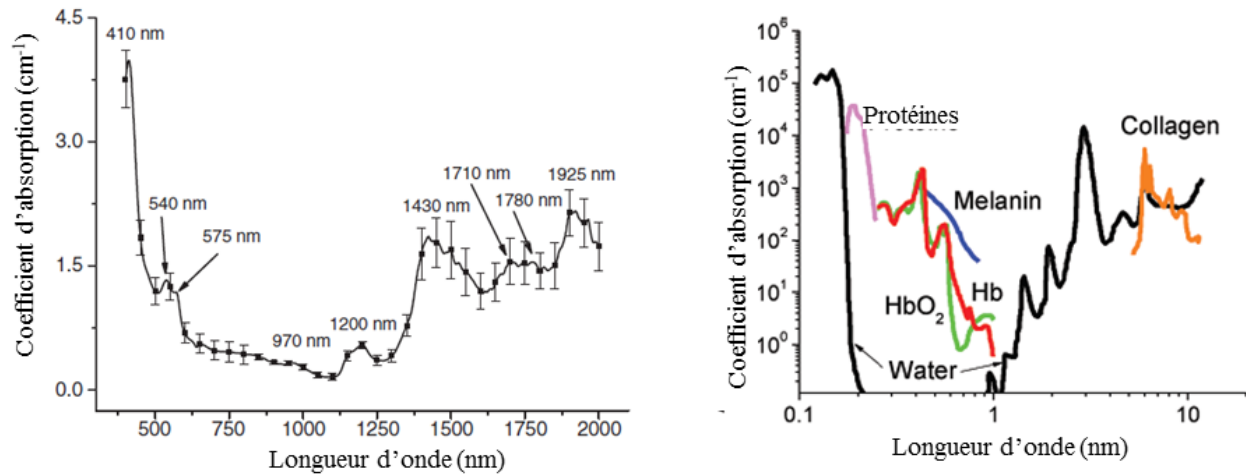 Coefficient d'absorption (cm⁻¹)
4.5
3.0
1.5
0.0
410 nm
540 nm
575 nm
970 nm
1200 nm
1430 nm
1710 nm
1780 nm
1925 nm
500
750
1000
1250
1500
1750
2000
Longueur d'onde (nm)
Coefficient d'absorption (cm⁻¹)
10⁶
10⁵
10⁴
10³
10²
10¹
10⁰
Protéines
Collagen
Melanin
HbO₂
Hb
Water
0.1
1
10
Longueur d'onde (nm)